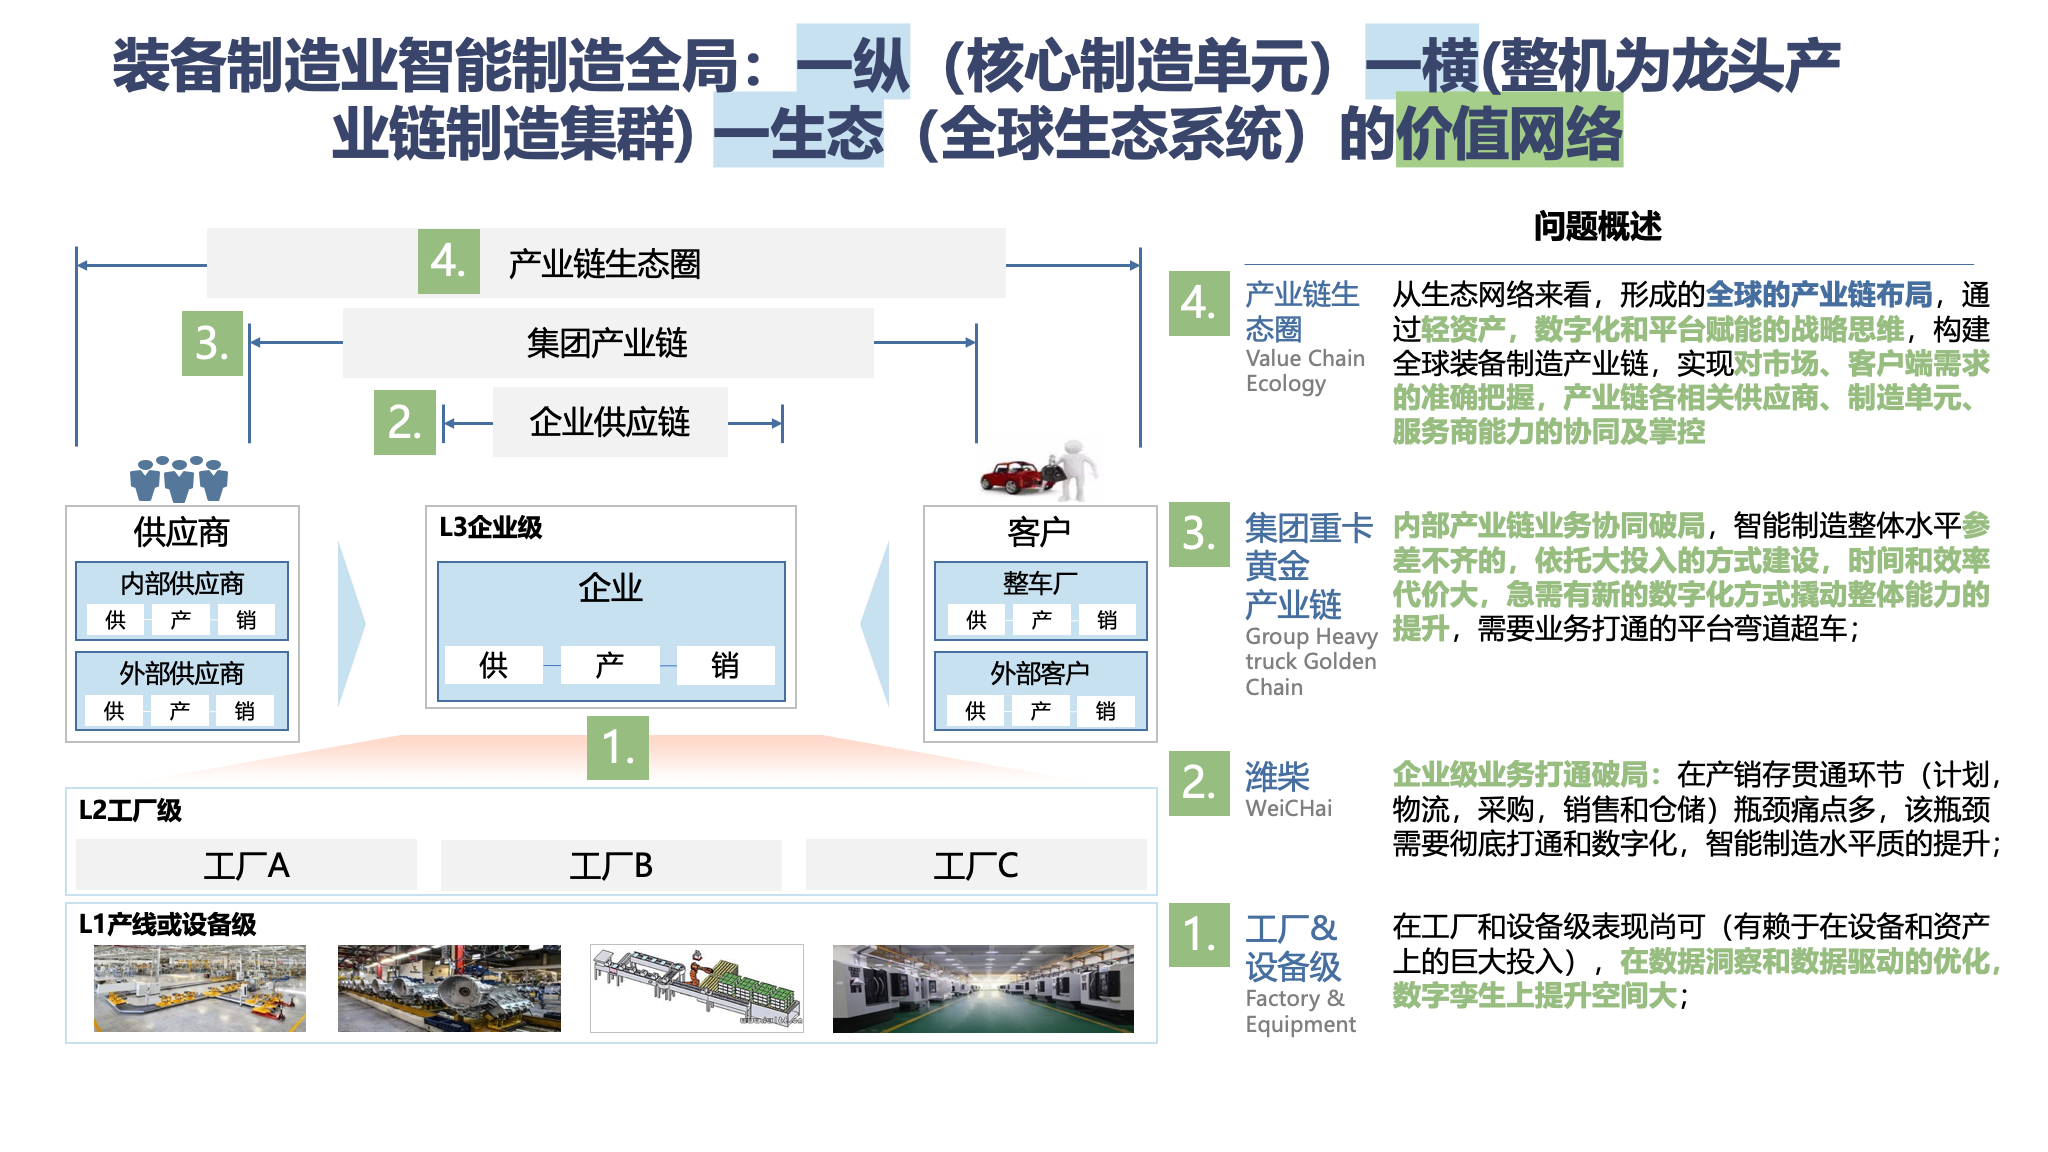 装备制造业智能制造全局：一纵（核心制造单元）一横(整机为龙头产
业链制造集群) 一生态（全球生态系统）的价值网络
4.
产业链生态圈
3.
集团产业链
2.
企业供应链
供应商
内部供应商
供
产
销
外部供应商
供
产
销
L3企业级
企业
供
产
销
客户
整车厂
供
产
销
外部客户
供
产
销
1.
L2工厂级
工厂A
工厂B
工厂C
L1产线或设备级
问题概述
4.
产业链生
态圈
Value Chain
Ecology
从生态网络来看，形成的全球的产业链布局，通
过轻资产，数字化和平台赋能的战略思维，构建
全球装备制造产业链，实现对市场、客户端需求
的准确把握，产业链各相关供应商、制造单元、
服务商能力的协同及掌控
3.
集团重卡
黄金
产业链
Group Heavy
truck Golden
Chain
内部产业链业务协同破局，智能制造整体水平参
差不齐的，依托大投入的方式建设，时间和效率
代价大，急需有新的数字化方式撬动整体能力的
提升，需要业务打通的平台弯道超车；
2.
潍柴
WeiCHai
企业级业务打通破局：在产销存贯通环节（计划，
物流，采购，销售和仓储）瓶颈痛点多，该瓶颈
需要彻底打通和数字化，智能制造水平质的提升；
1.
工厂&
设备级
Factory &
Equipment
在工厂和设备级表现尚可（有赖于在设备和资产
上的巨大投入），在数据洞察和数据驱动的优化，
数字孪生上提升空间大；